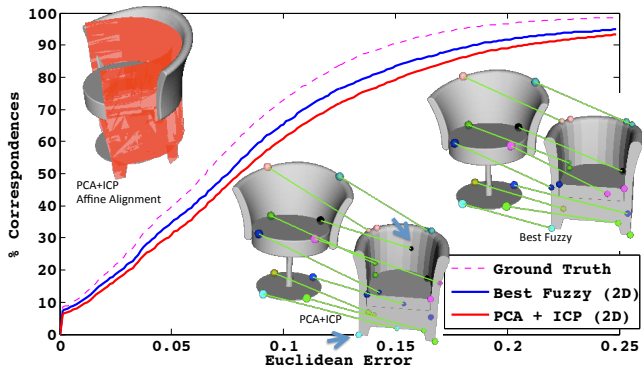 100
90
80
70
60
50
40
30
20
10
0
% Correspondences
PCA+ICP
Affine Alignment
PCA+ICP
Best Fuzzy
Ground Truth
Best Fuzzy (2D)
PCA + ICP (2D)
0 0.05 0.1 0.15 0.2 0.25
Euclidean Error